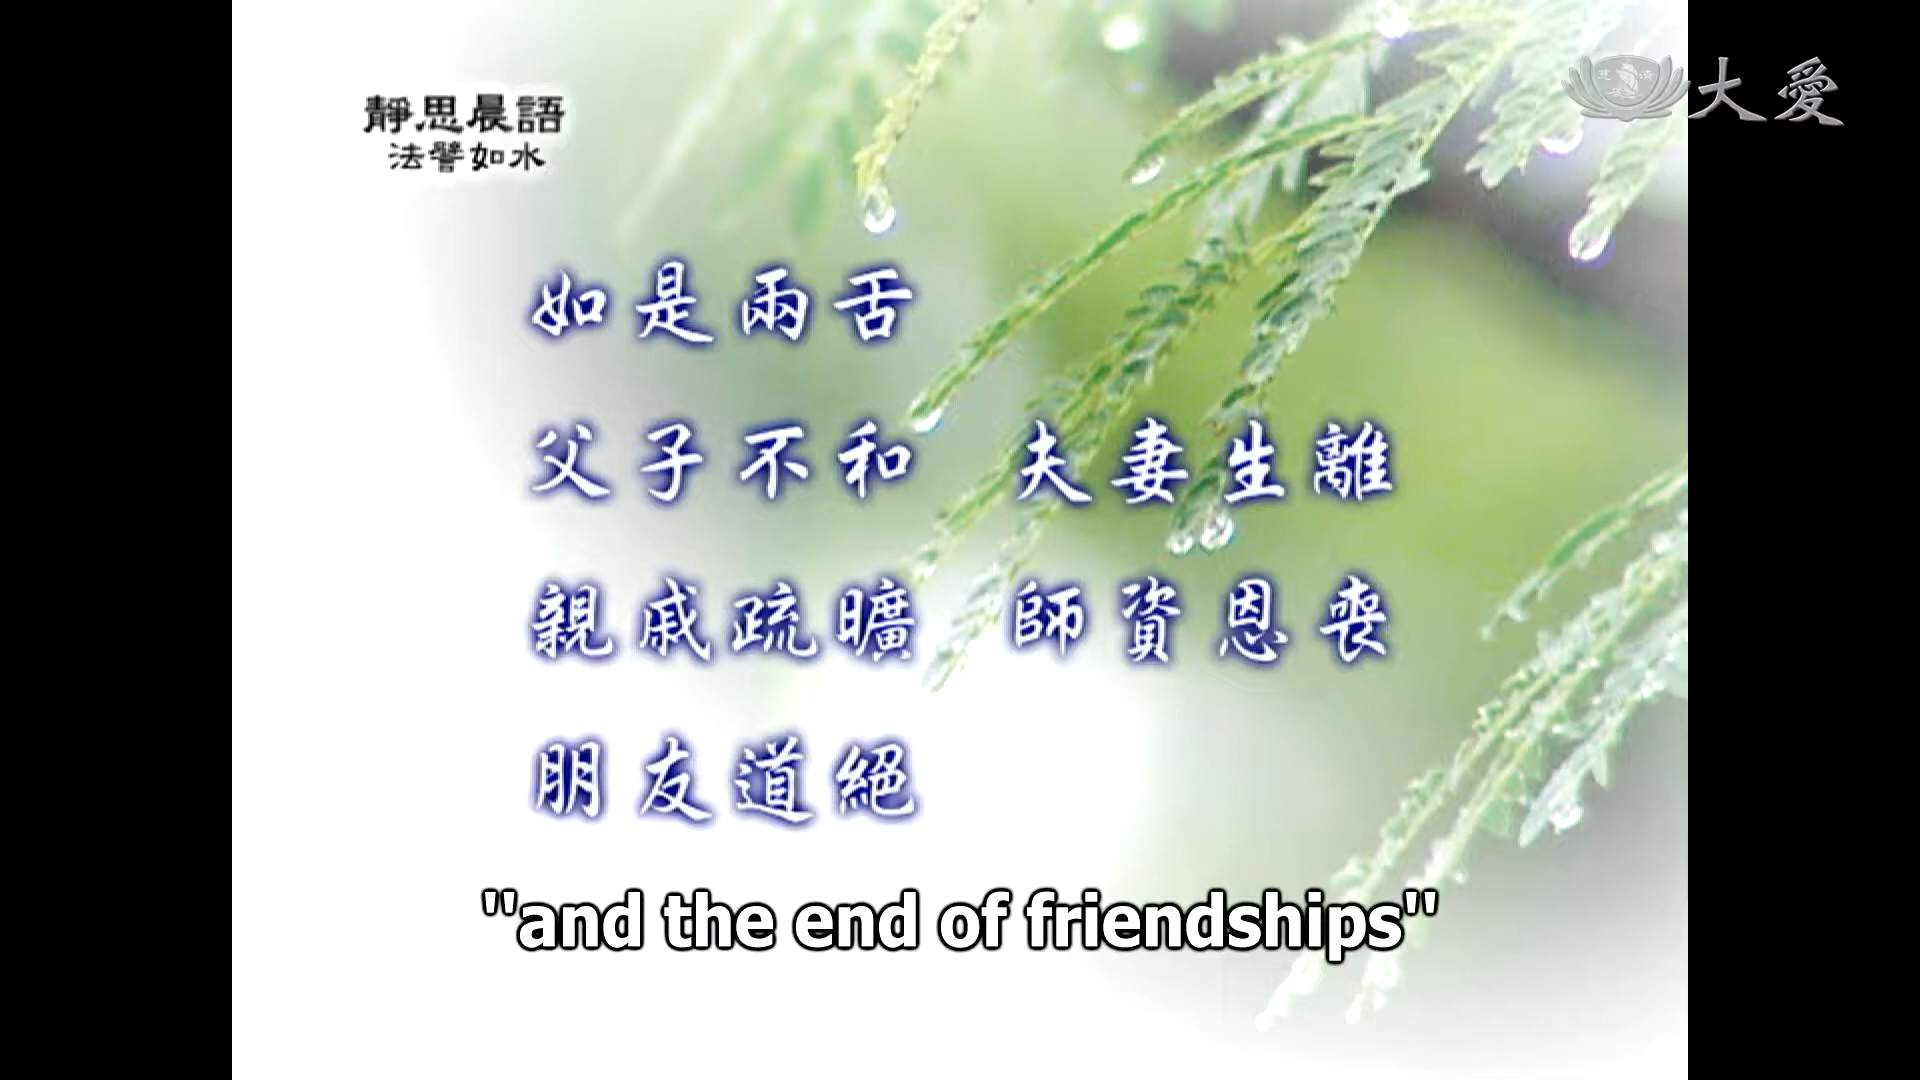 靜思晨語
法譬如水
大愛
如是兩舌
父子不和 夫妻生離
親戚疏曠 師資恩喪
朋友道絕
"and the end of friendships"